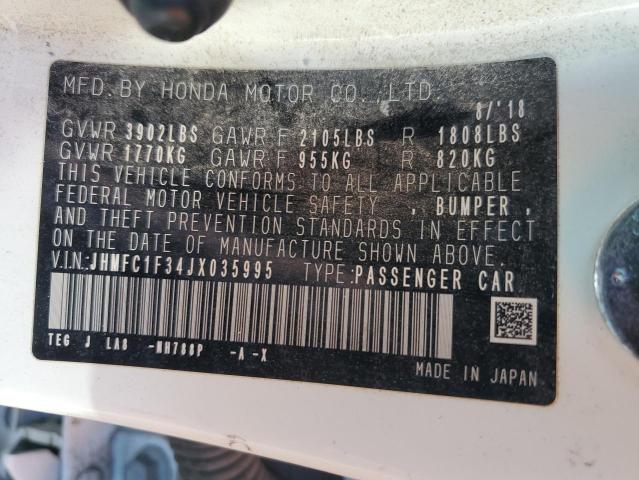 MFD. BY HONDA MOTOR CO., LTD. 8/'18
GVWR 3902LBS GAWR F 2105LBS R 1808LBS
GVWR 1770KG GAWR F 955KG R 820KG
THIS VEHICLE CONFORMS TO ALL APPLICABLE
FEDERAL MOTOR VEHICLE SAFETY , BUMPER ,
AND THEFT PREVENTION STANDARDS IN EFFECT
ON THE DATE OF MANUFACTURE SHOWN ABOVE.
V.I.N.: JHMFC1F34JX035995 TYPE: PASSENGER CAR
TEG J LA8 -NH788P -A -X
MADE IN JAPAN